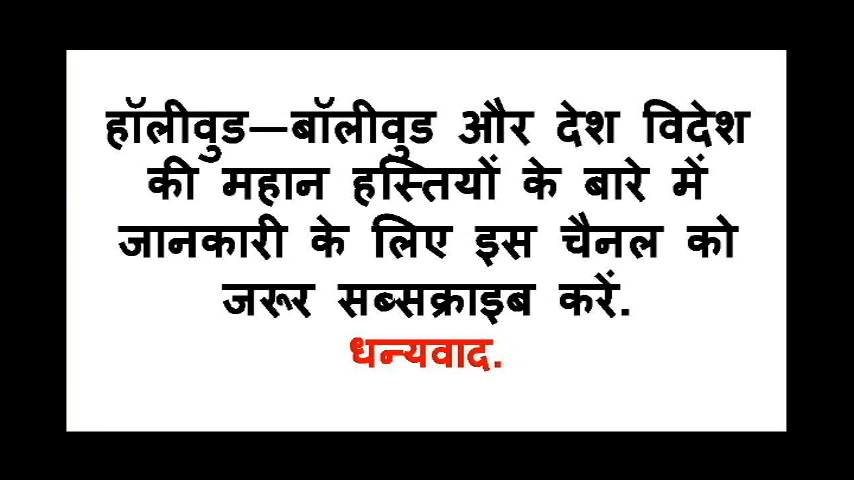 हॉलीवुड—बॉलीवुड और देश विदेश
की महान हस्तियों के बारे में
जानकारी के लिए इस चैनल को
जरूर सब्सक्राइब करें.
धन्यवाद.